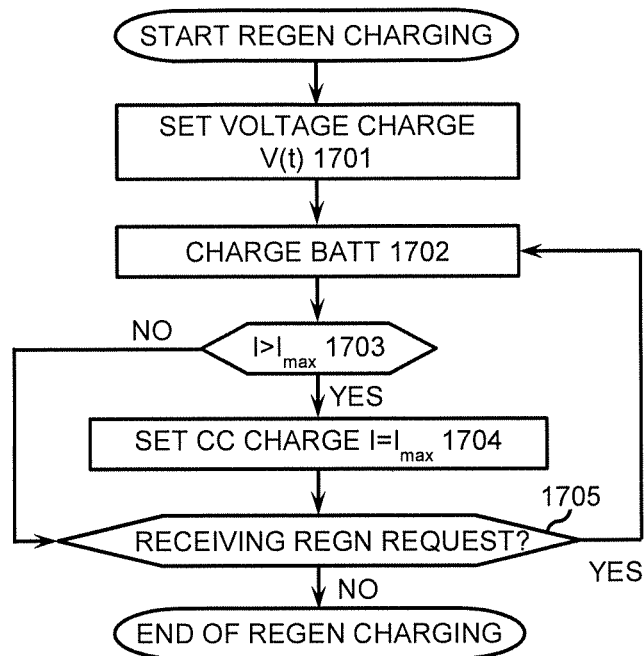 START REGEN CHARGING
SET VOLTAGE CHARGE
V(t) 1701
CHARGE BATT 1702
NO
I>Imax 1703
YES
SET CC CHARGE I=Imax 1704
1705
RECEIVING REGN REQUEST?
YES
NO
END OF REGEN CHARGING